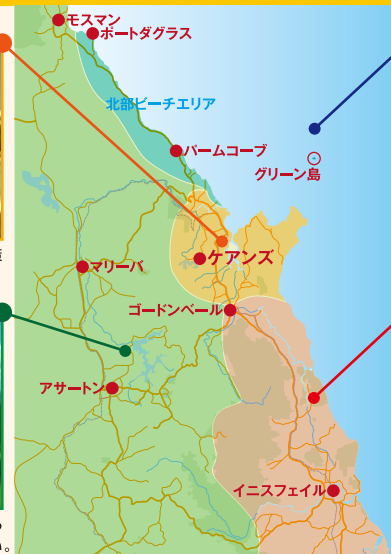 モスマン
ポートダグラス
北部ビーチエリア
パームコーブ
グリーン島
ケアンズ
マリーバ
ゴードンベール
アサートン
イニスフェイル
い。